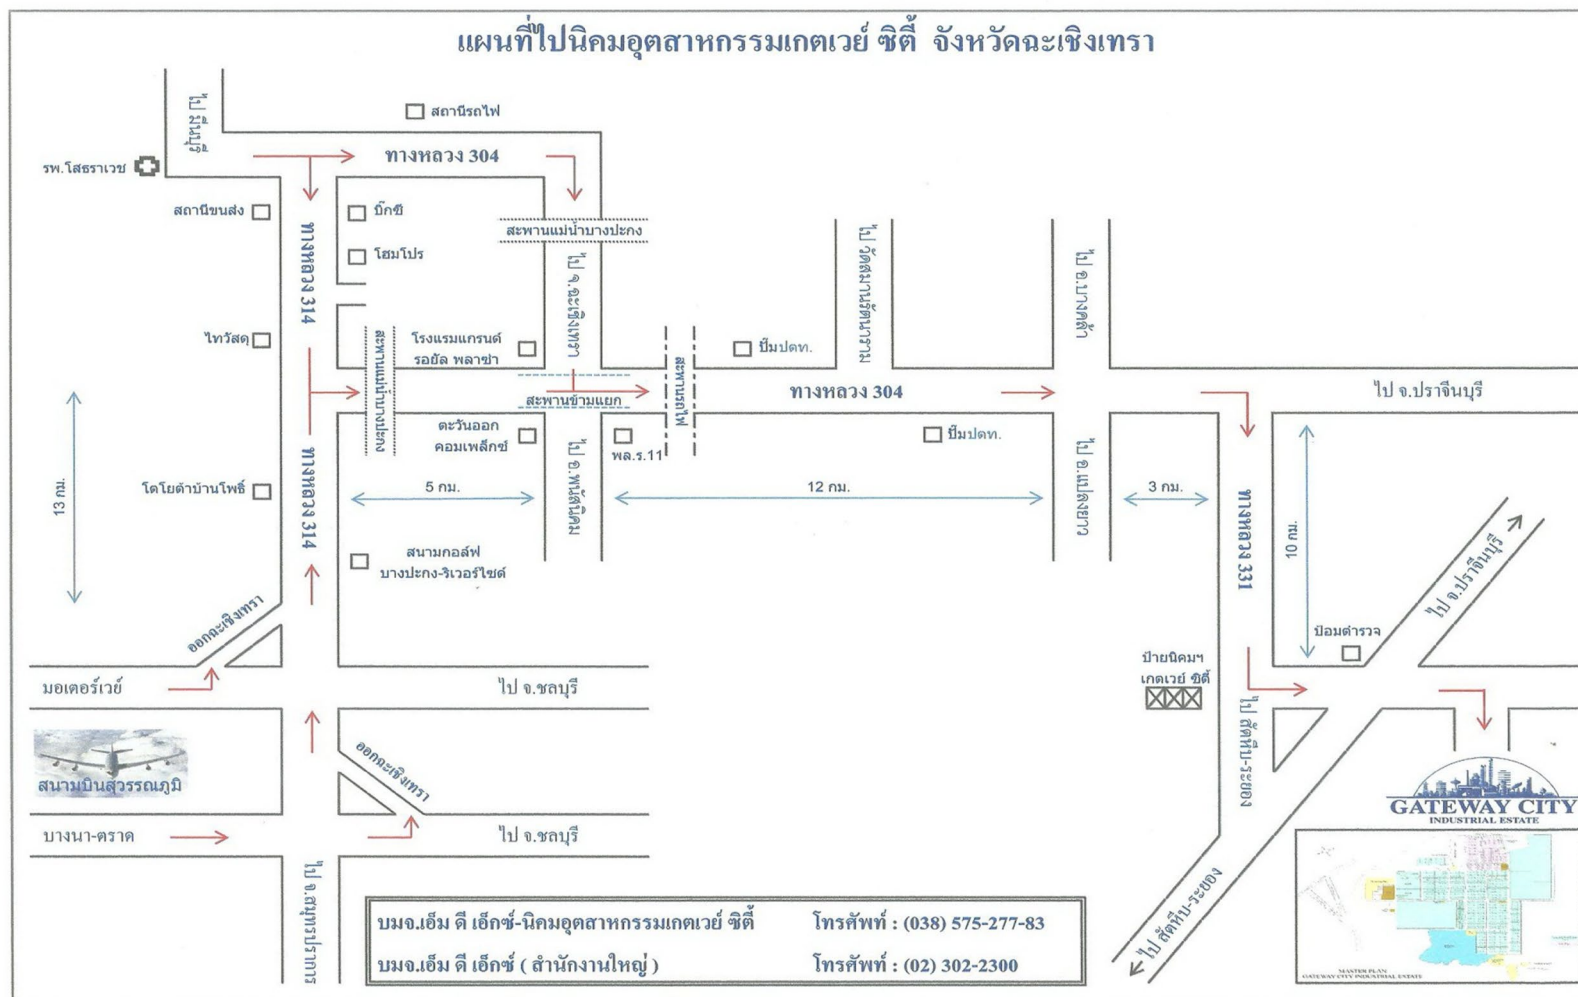 แผนที่ไปนิคมอุตสาหกรรมเกตเวย์ ซิตี้ จังหวัดฉะเชิงเทรา
ไป มีนบุรี
สถานีรถไฟ
ทางหลวง 304
รพ.โสธราเวช
สถานีขนส่ง
บิ๊กซี
สะพานแม่น้ำบางปะกง
ทางหลวง 314
โฮมโปร
ไป จ.ฉะเชิงเทรา
ไป วัดสมานรัตนาราม
ไป อ.บางคล้า
ไทวัสดุ
สะพานแม่น้ำบางปะกง
โรงแรมแกรนด์
รอยัล พลาซ่า
สะพานรถไฟ
ปั๊มปตท.
ทางหลวง 304
ไป จ.ปราจีนบุรี
สะพานข้ามแยก
ตะวันออก
คอมเพล็กซ์
พล.ร.11
ปั๊มปตท.
13 กม.
โตโยต้าบ้านโพธิ์
ทางหลวง 314
5 กม.
ไป อ.พนัสนิคม
12 กม.
ไป อ.แปลงยาว
3 กม.
ทางหลวง 331
10 กม.
ไป จ.ปราจีนบุรี
สนามกอล์ฟ
บางปะกง-ริเวอร์ไซด์
ออกฉะเชิงเทรา
ป้อมตำรวจ
ป้ายนิคมฯ
เกตเวย์ ซิตี้
มอเตอร์เวย์
ไป จ.ชลบุรี
ไป สัตหีบ-ระยอง
สนามบินสุวรรณภูมิ
ออกฉะเชิงเทรา
GATEWAY CITY
INDUSTRIAL ESTATE
บางนา-ตราด
ไป จ.ชลบุรี
ไป จ.สมุทรปราการ
ไป สัตหีบ-ระยอง
บมจ.เอ็ม ดี เอ็กซ์-นิคมอุตสาหกรรมเกตเวย์ ซิตี้ โทรศัพท์ : (038) 575-277-83
บมจ.เอ็ม ดี เอ็กซ์ ( สำนักงานใหญ่ ) โทรศัพท์ : (02) 302-2300
MASTER PLAN
GATEWAY CITY INDUSTRIAL ESTATE